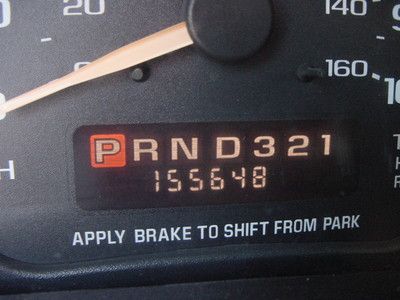 20
140
160
PRND321
155648
APPLY BRAKE TO SHIFT FROM PARK